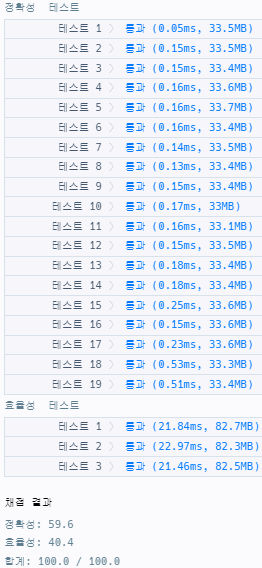 정확성  테스트
테스트 1 〉 통과 (0.05ms, 33.5MB)
테스트 2 〉 통과 (0.15ms, 33.5MB)
테스트 3 〉 통과 (0.15ms, 33.4MB)
테스트 4 〉 통과 (0.16ms, 33.6MB)
테스트 5 〉 통과 (0.16ms, 33.7MB)
테스트 6 〉 통과 (0.16ms, 33.4MB)
테스트 7 〉 통과 (0.14ms, 33.5MB)
테스트 8 〉 통과 (0.13ms, 33.4MB)
테스트 9 〉 통과 (0.15ms, 33.4MB)
테스트 10 〉 통과 (0.17ms, 33MB)
테스트 11 〉 통과 (0.16ms, 33.1MB)
테스트 12 〉 통과 (0.15ms, 33.5MB)
테스트 13 〉 통과 (0.18ms, 33.4MB)
테스트 14 〉 통과 (0.18ms, 33.4MB)
테스트 15 〉 통과 (0.25ms, 33.6MB)
테스트 16 〉 통과 (0.15ms, 33.6MB)
테스트 17 〉 통과 (0.23ms, 33.6MB)
테스트 18 〉 통과 (0.53ms, 33.3MB)
테스트 19 〉 통과 (0.51ms, 33.4MB)
효율성  테스트
테스트 1 〉 통과 (21.84ms, 82.7MB)
테스트 2 〉 통과 (22.97ms, 82.3MB)
테스트 3 〉 통과 (21.46ms, 82.5MB)
채점 결과
정확성: 59.6
효율성: 40.4
합계: 100.0 / 100.0